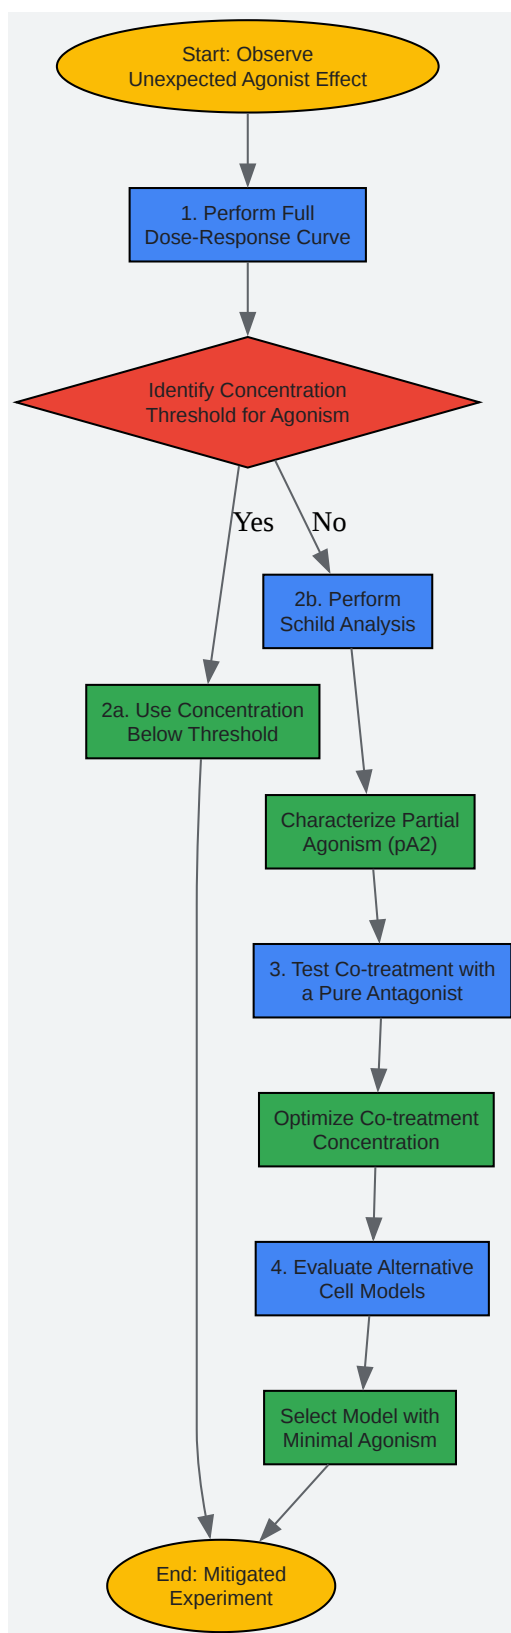 Start: Observe
Unexpected Agonist Effect
1. Perform Full
Dose-Response Curve
Identify Concentration
Threshold for Agonism
Yes
No
2b. Perform
Schild Analysis
2a. Use Concentration
Below Threshold
Characterize Partial
Agonism (pA2)
3. Test Co-treatment with
a Pure Antagonist
Optimize Co-treatment
Concentration
4. Evaluate Alternative
Cell Models
Select Model with
Minimal Agonism
End: Mitigated
Experiment